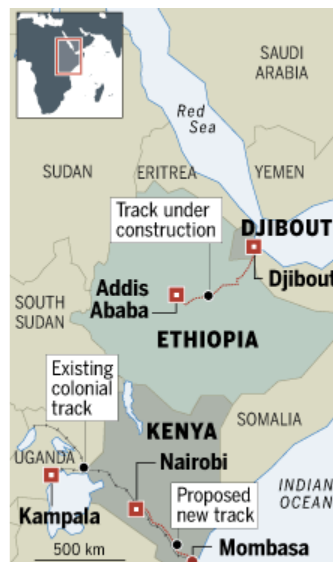 SAUDI
ARABIA
Red
Sea
SUDAN
ERITREA
YEMEN
Track under
construction
DJIBOUT
Djibout
Addis
Ababa
SOUTH
SUDAN
ETHIOPIA
Existing
colonial
track
SOMALIA
KENYA
UGANDA
Nairobi
INDIAN
OCEAN
Kampala
Proposed
new track
500 km
Mombasa